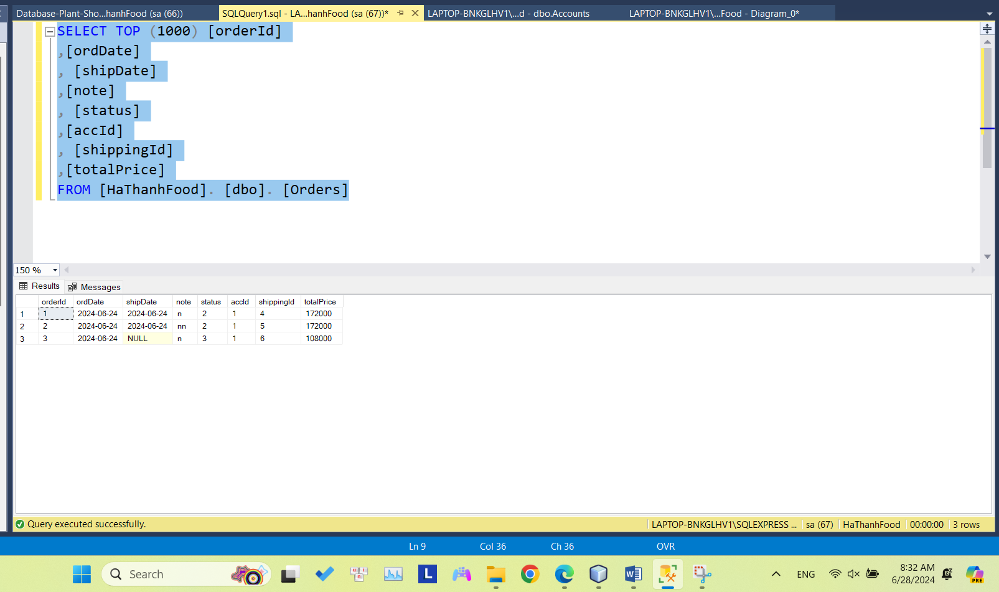 Database-Plant-Sho...hanhFood (sa (66))
SQLQuery1.sql - LA...hanhFood (sa (67))*
LAPTOP-BNKGLHV1\...d - dbo.Accounts
LAPTOP-BNKGLHV1\...Food - Diagram_0*
SELECT TOP (1000) [orderId]
,[ordDate]
, [shipDate]
,[note]
, [status]
,[accId]
, [shippingId]
,[totalPrice]
FROM [HaThanhFood]. [dbo]. [Orders]
150 %
Results Messages
orderId ordDate shipDate note status accId shippingId totalPrice
1 1 2024-06-24 2024-06-24 n 2 1 4 172000
2 2 2024-06-24 2024-06-24 nn 2 1 5 172000
3 3 2024-06-24 NULL n 3 1 6 108000
Query executed successfully.
LAPTOP-BNKGLHV1\SQLEXPRESS ... sa (67) HaThanhFood 00:00:00 3 rows
Ln 9 Col 36 Ch 36 OVR
Search
L
W
ENG
8:32 AM
6/28/2024
PRE